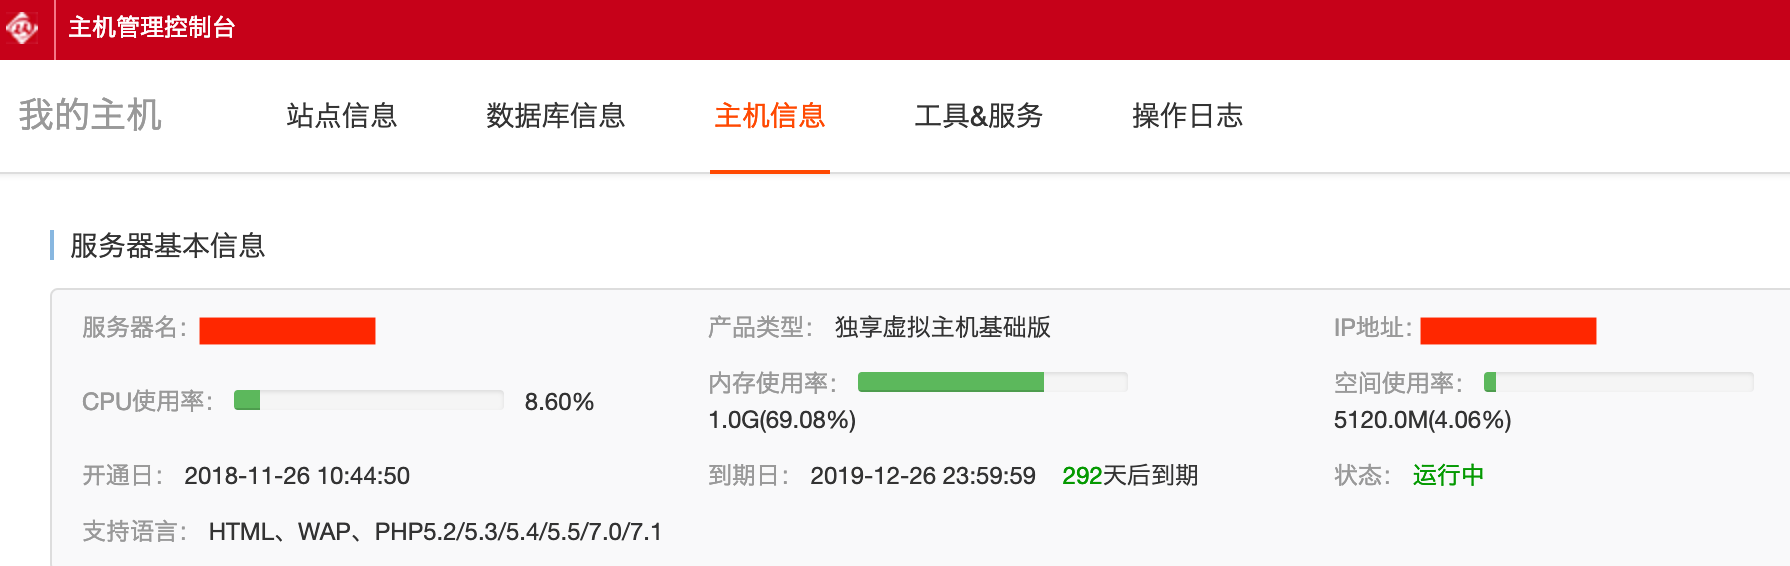 主机管理控制台
我的主机 站点信息 数据库信息 主机信息 工具&服务 操作日志
服务器基本信息
服务器名： 产品类型： 独享虚拟主机基础版 IP地址：
CPU使用率： 8.60% 内存使用率： 空间使用率：
1.0G(69.08%) 5120.0M(4.06%)
开通日： 2018-11-26 10:44:50 到期日： 2019-12-26 23:59:59 292天后到期 状态： 运行中
支持语言： HTML、WAP、PHP5.2/5.3/5.4/5.5/7.0/7.1